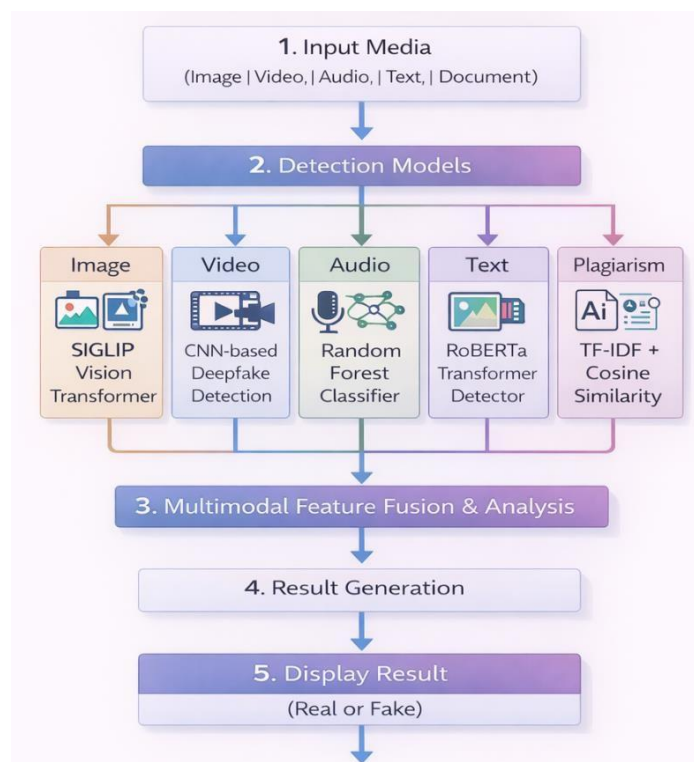 1. Input Media
(Image | Video, | Audio, | Text, | Document)
2. Detection Models
Image
SIGLIP
Vision
Transformer
Video
CNN-based
Deepfake
Detection
Audio
Random
Forest
Classifier
Text
RoBERTa
Transformer
Detector
Plagiarism
Ai
TF-IDF +
Cosine
Similarity
3. Multimodal Feature Fusion & Analysis
4. Result Generation
5. Display Result
(Real or Fake)